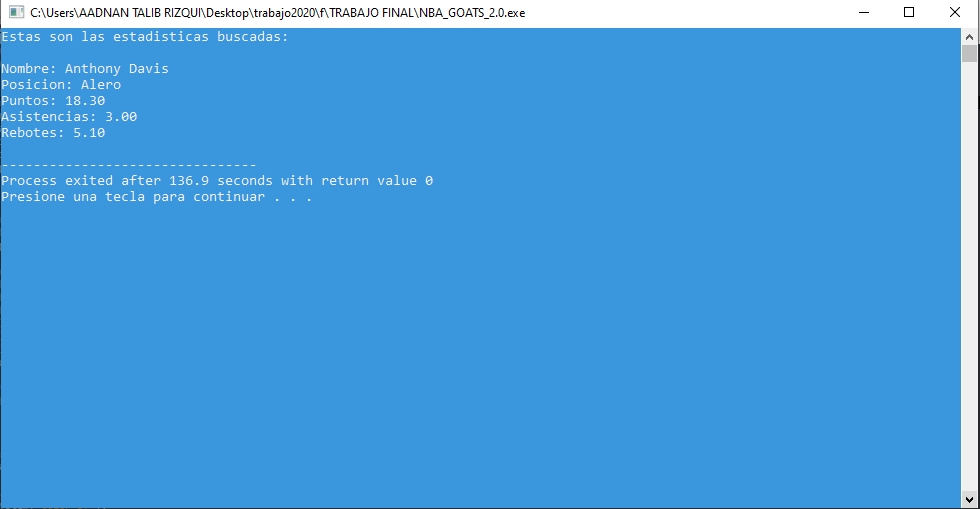 C:\Users\AADNAN TALIB RIZQUI\Desktop\trabajo2020\f\TRABAJO FINAL\NBA_GOATS_2.0.exe
Estas son las estadisticas buscadas:
Nombre: Anthony Davis
Posicion: Alero
Puntos: 18.30
Asistencias: 3.00
Rebotes: 5.10
--------------------------------
Process exited after 136.9 seconds with return value 0
Presione una tecla para continuar . . .